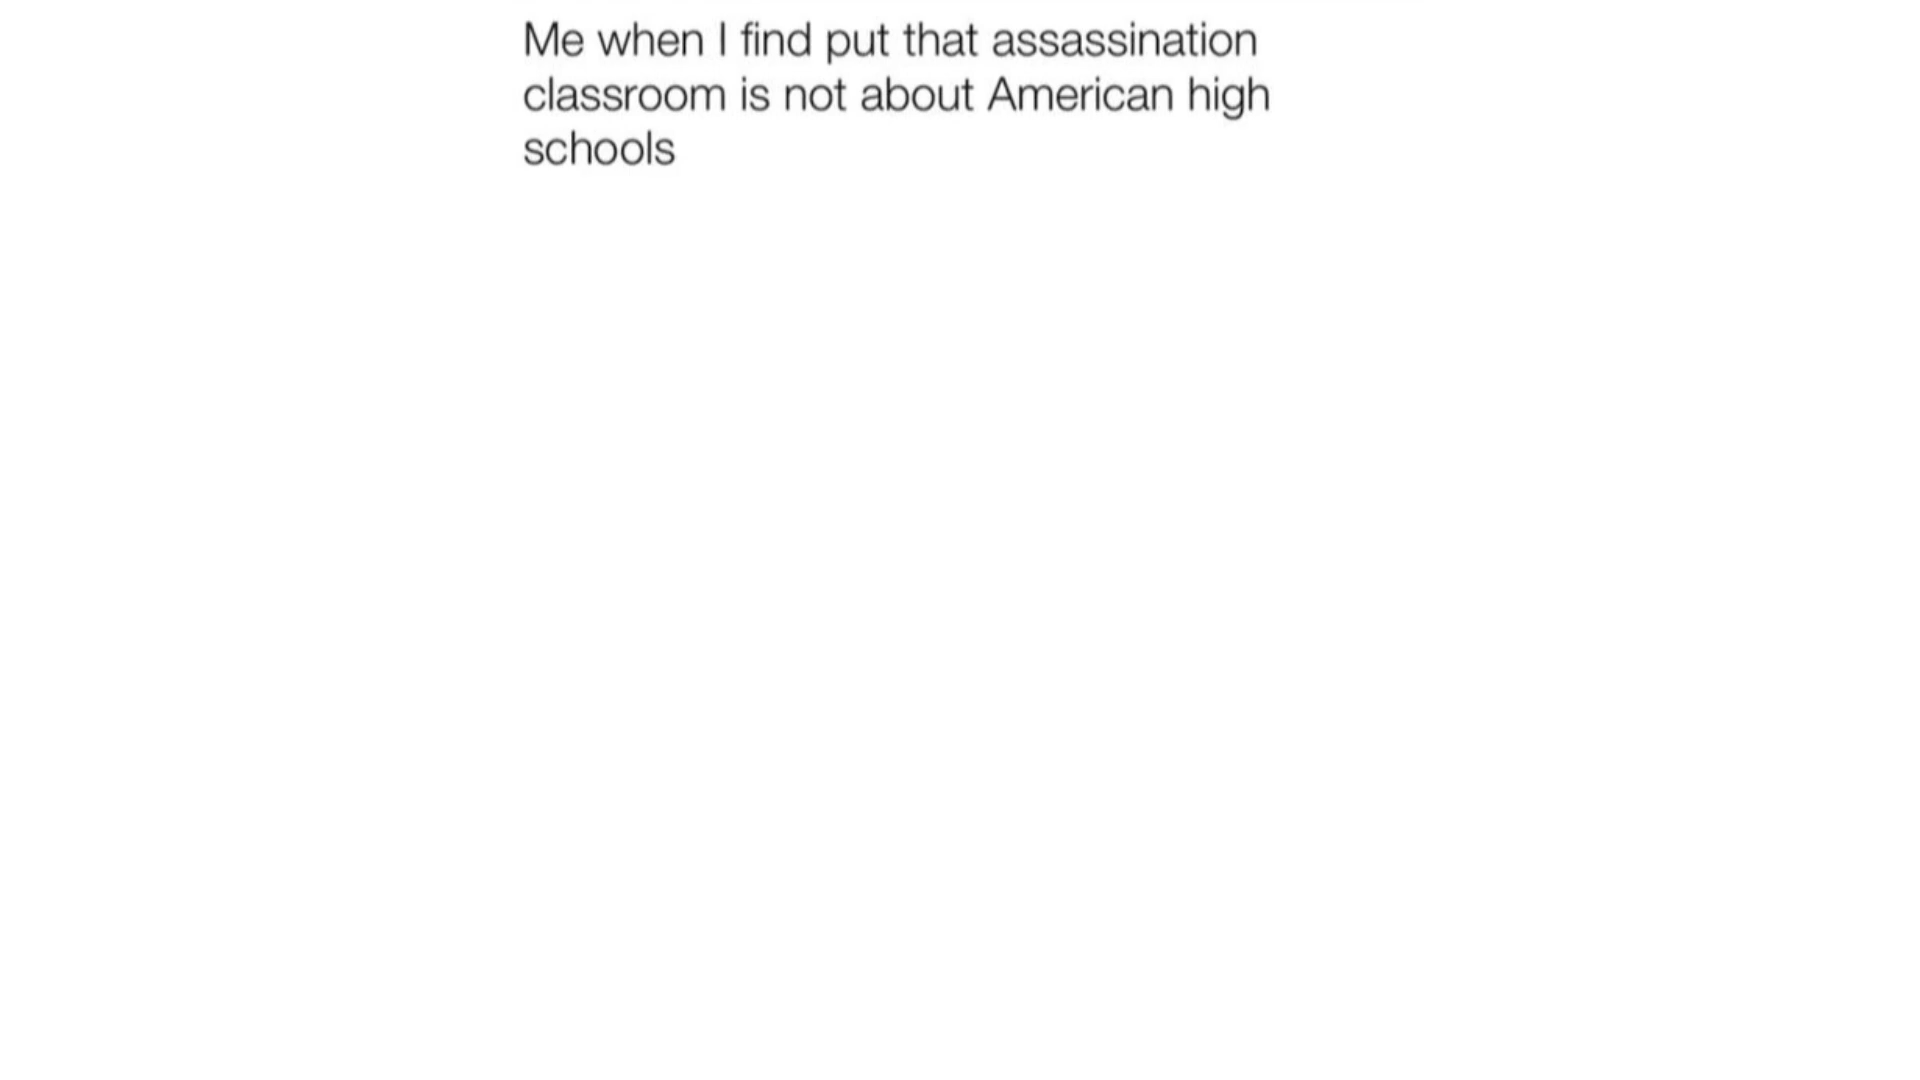 Me when I find put that assassination
classroom is not about American high
schools